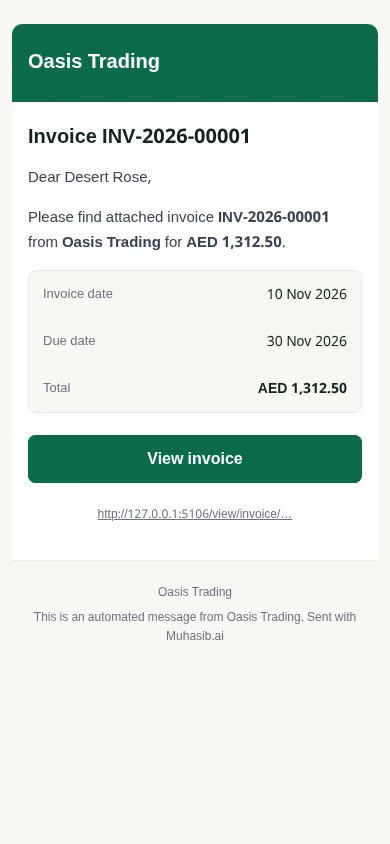 Oasis Trading
Invoice INV-2026-00001
Dear Desert Rose,
Please find attached invoice INV-2026-00001
from Oasis Trading for AED 1,312.50.
Invoice date 10 Nov 2026
Due date 30 Nov 2026
Total AED 1,312.50
View invoice
http://127.0.0.1:5106/view/invoice/…
Oasis Trading
This is an automated message from Oasis Trading. Sent with
Muhasib.ai